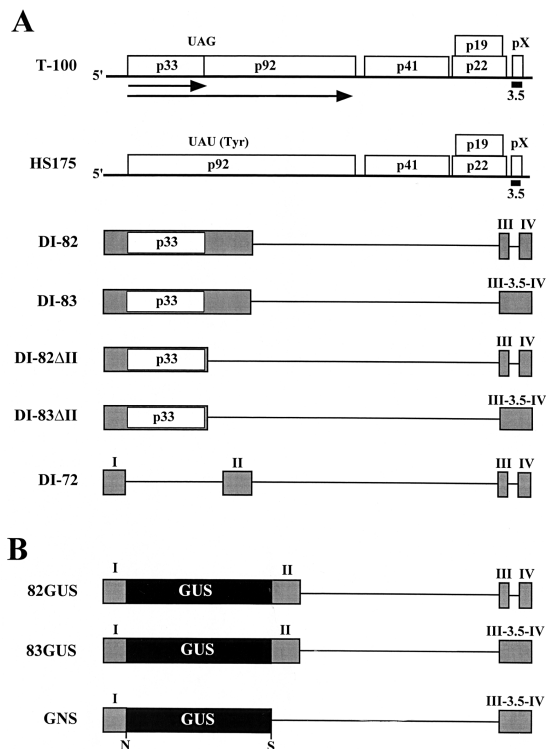 A
UAG
p19
pX
T-100
p33
p92
p41
p22
5'
3.5
UAU (Tyr)
p19
pX
HS175
p92
p41
p22
5'
3.5
III IV
DI-82
p33
III-3.5-IV
DI-83
p33
III IV
DI-82ΔII
p33
III-3.5-IV
DI-83ΔII
p33
I
II
III IV
DI-72
B
I
II
III IV
82GUS
GUS
I
II
III-3.5-IV
83GUS
GUS
I
III-3.5-IV
GNS
GUS
N
S